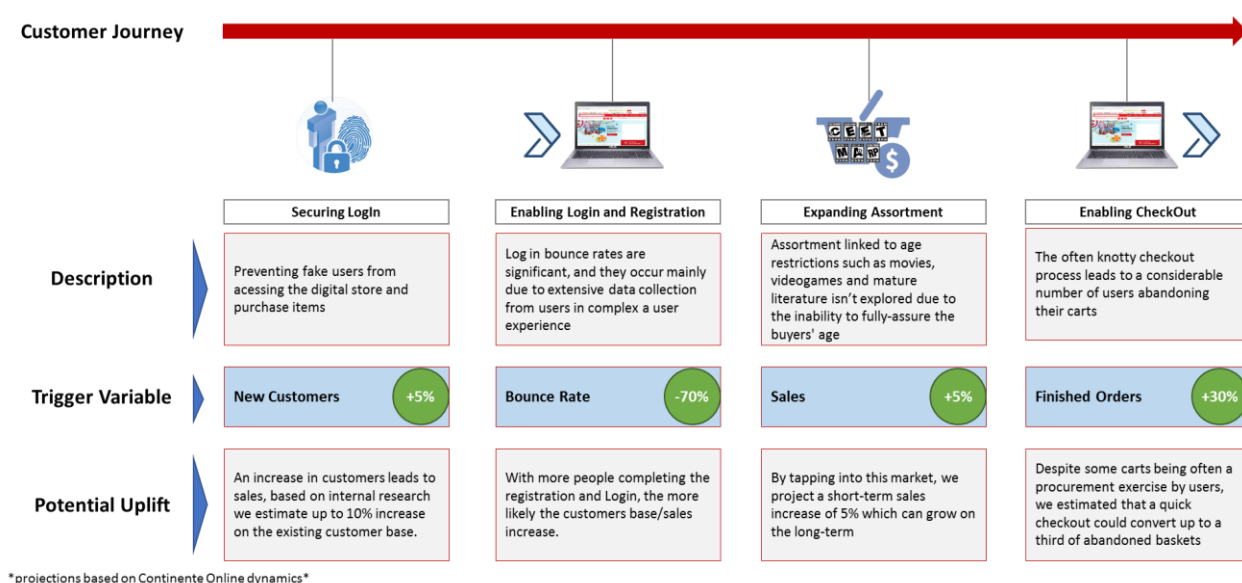 Customer Journey
CEET
MARP
$
Securing LogIn
Enabling Login and Registration
Expanding Assortment
Enabling CheckOut
Description
Preventing fake users from
acessing the digital store and
purchase items
Log in bounce rates are
significant, and they occur mainly
due to extensive data collection
from users in complex a user
experience
Assortment linked to age
restrictions such as movies,
videogames and mature
literature isn't explored due to
the inability to fully-assure the
buyers' age
The often knotty checkout
process leads to a considerable
number of users abandoning
their carts
Trigger Variable
New Customers +5%
Bounce Rate -70%
Sales +5%
Finished Orders +30%
Potential Uplift
An increase in customers leads to
sales, based on internal research
we estimate up to 10% increase
on the existing customer base.
With more people completing the
registration and Login, the more
likely the customers base/sales
increase.
By tapping into this market, we
project a short-term sales
increase of 5% which can grow on
the long-term
Despite some carts being often a
procurement exercise by users,
we estimated that a quick
checkout could convert up to a
third of abandoned baskets
*projections based on Continente Online dynamics*